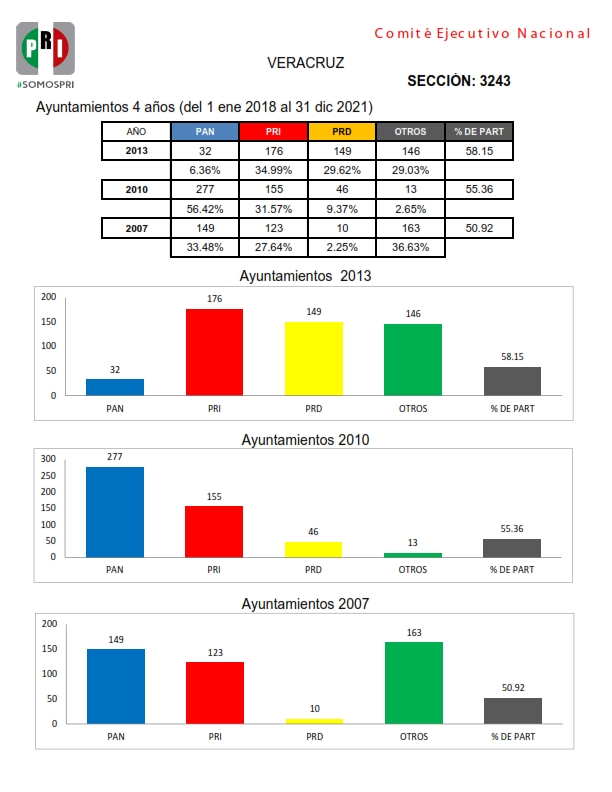 Comité Ejecutivo Nacional
PRI
#SOMOSPRI
VERACRUZ
SECCIÓN: 3243
Ayuntamientos 4 años (del 1 ene 2018 al 31 dic 2021)
AÑO PAN PRI PRD OTROS % DE PART
2013 32 176 149 146 58.15
6.36% 34.99% 29.62% 29.03%
2010 277 155 46 13 55.36
56.42% 31.57% 9.37% 2.65%
2007 149 123 10 163 50.92
33.48% 27.64% 2.25% 36.63%
Ayuntamientos 2013
200
150
100
50
0
32 176 149 146 58.15
PAN PRI PRD OTROS % DE PART
Ayuntamientos 2010
300
250
200
150
100
50
0
277 155 46 13 55.36
PAN PRI PRD OTROS % DE PART
Ayuntamientos 2007
200
150
100
50
0
149 123 10 163 50.92
PAN PRI PRD OTROS % DE PART